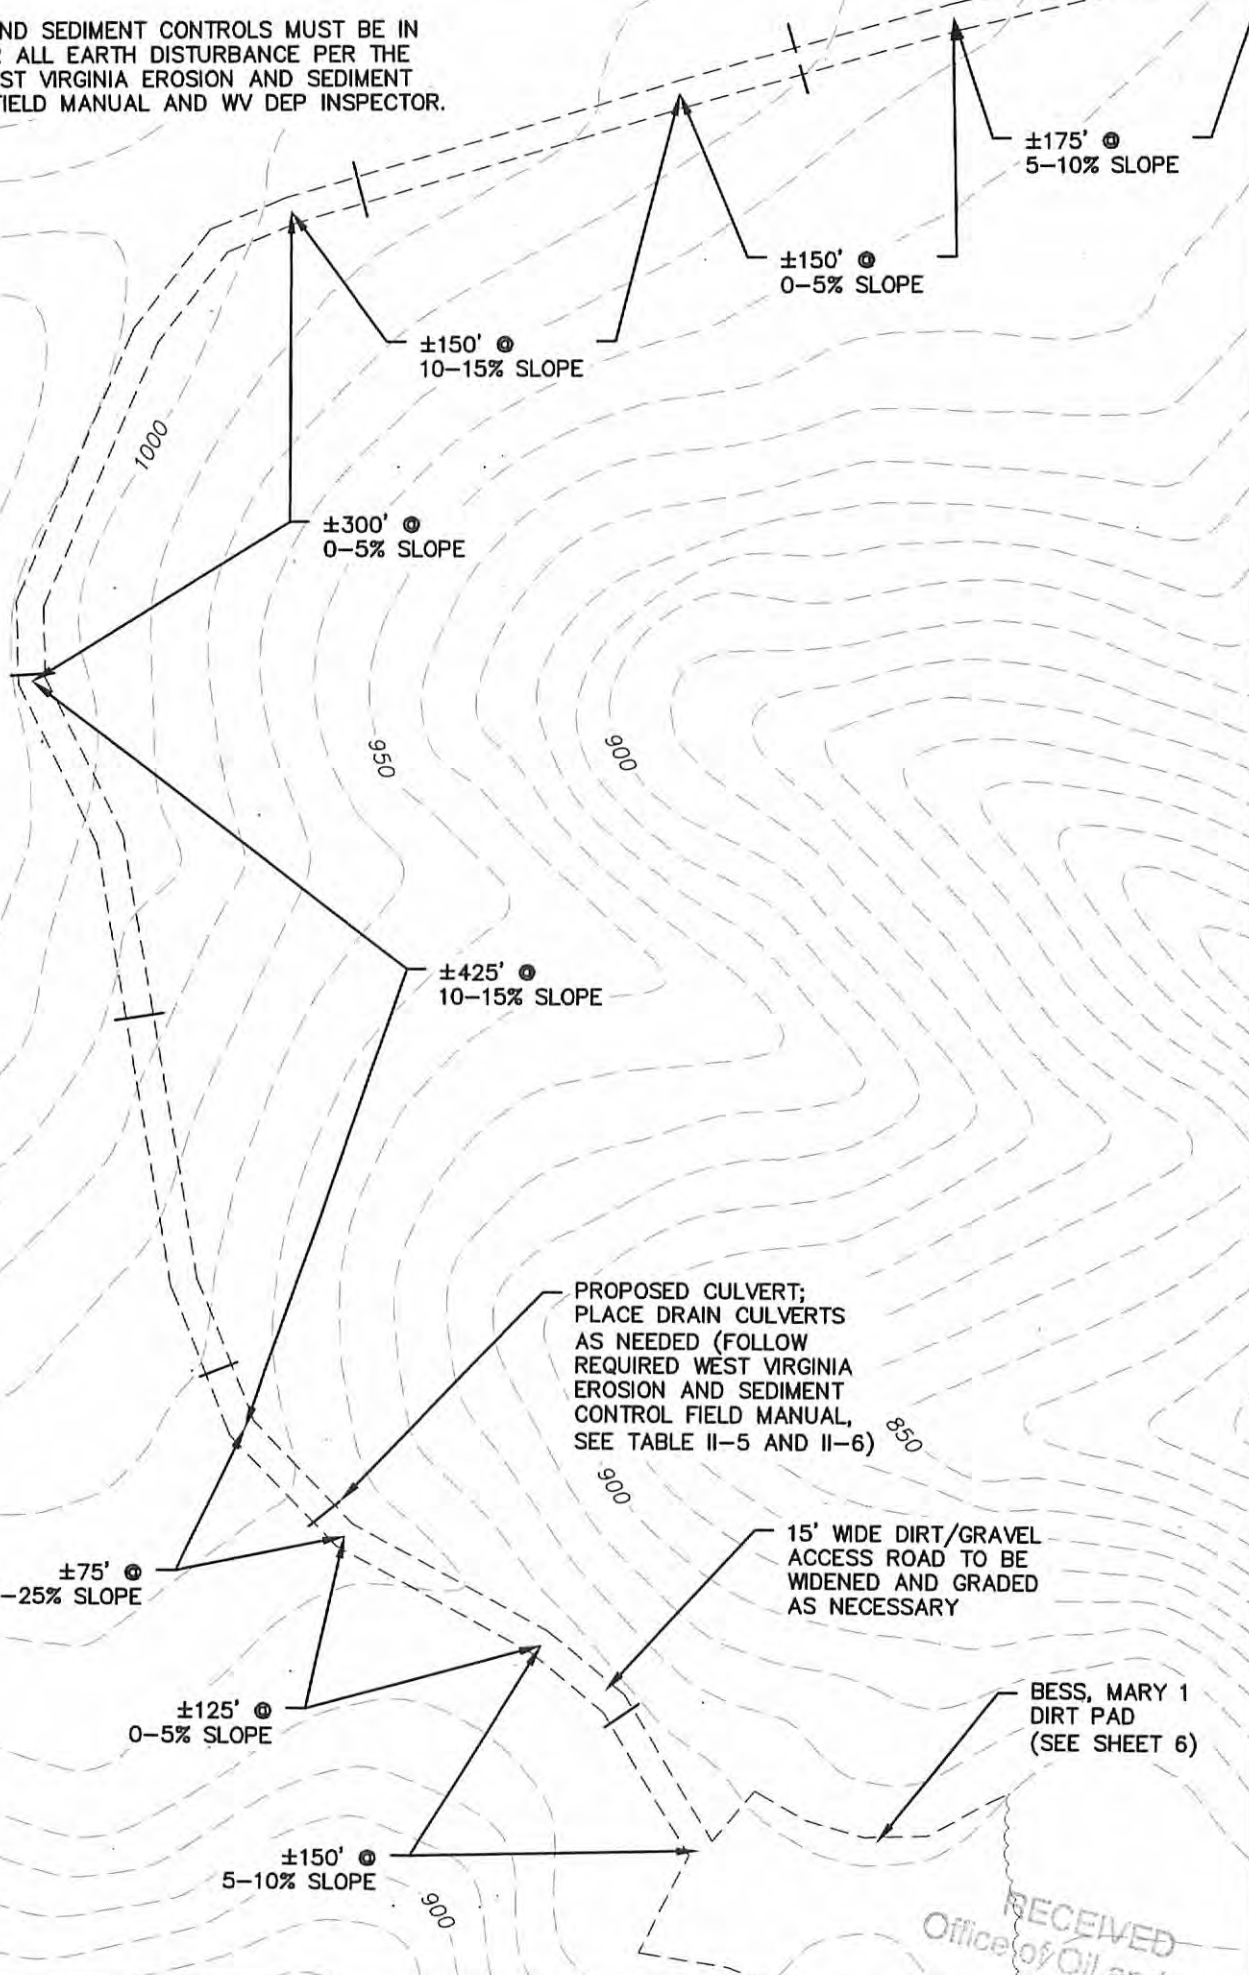 ND SEDIMENT CONTROLS MUST BE IN
ALL EARTH DISTURBANCE PER THE
ST VIRGINIA EROSION AND SEDIMENT
FIELD MANUAL AND WV DEP INSPECTOR.
±175' @
5–10% SLOPE
±150' @
0–5% SLOPE
±150' @
10–15% SLOPE
1000
±300' @
0–5% SLOPE
950
900
±425' @
10–15% SLOPE
PROPOSED CULVERT;
PLACE DRAIN CULVERTS
AS NEEDED (FOLLOW
REQUIRED WEST VIRGINIA
EROSION AND SEDIMENT
CONTROL FIELD MANUAL,
SEE TABLE II–5 AND II–6)
850
900
15' WIDE DIRT/GRAVEL
ACCESS ROAD TO BE
WIDENED AND GRADED
AS NECESSARY
±75' @
–25% SLOPE
BESS, MARY 1
DIRT PAD
(SEE SHEET 6)
±125' @
0–5% SLOPE
±150' @
5–10% SLOPE
900
RECEIVED
Office of Oil